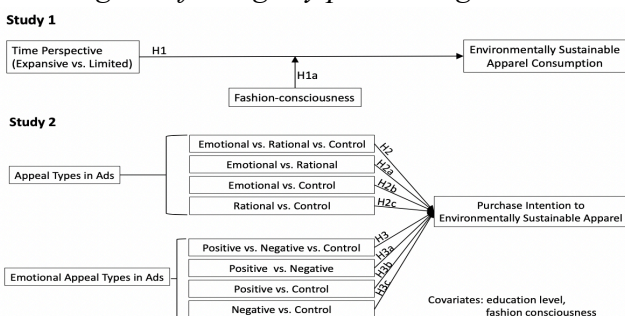 Study 1
Time Perspective
(Expansive vs. Limited)
H1
Environmentally Sustainable
Apparel Consumption
H1a
Fashion-consciousness
Study 2
Appeal Types in Ads
Emotional vs. Rational vs. Control
H2
Emotional vs. Rational
H2a
Emotional vs. Control
H2b
Rational vs. Control
H2c
Purchase Intention to
Environmentally Sustainable Apparel
Emotional Appeal Types in Ads
Positive vs. Negative vs. Control
H3
Positive vs. Negative
H3a
Positive vs. Control
H3b
Negative vs. Control
H3c
Covariates: education level,
fashion consciousness